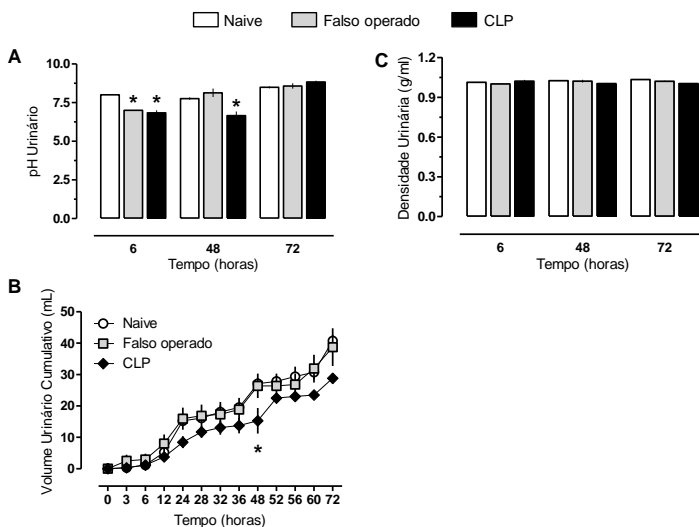 Naive Falso operado CLP
A
10.0
7.5
5.0
2.5
0.0
pH Urinário
* * *
6 48 72
Tempo (horas)
C
1.2
0.9
0.6
0.3
0.0
Densidade Urinária (g/ml)
6 48 72
Tempo (horas)
B
50
40
30
20
10
0
Volume Urinário Cumulativo (mL)
Naive
Falso operado
CLP
*
0 3 6 12 24 28 32 36 48 52 56 60 72
Tempo (horas)